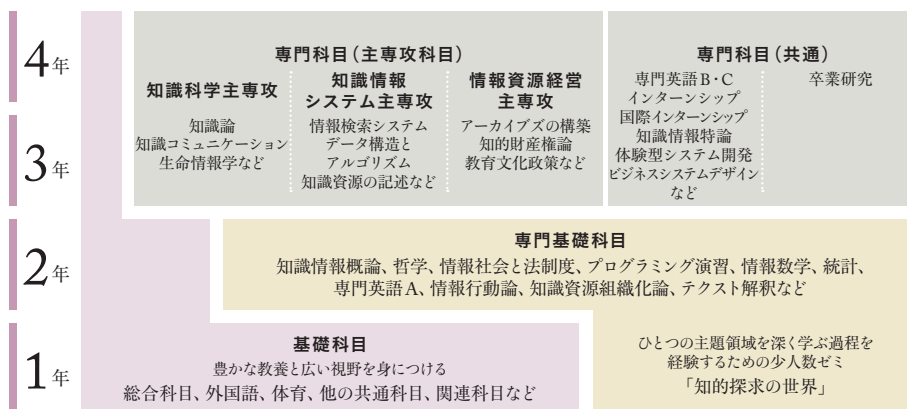 4年
専門科目（主専攻科目）
知識科学主専攻
知識論
知識コミュニケーション
生命情報学など
知識情報
システム主専攻
情報検索システム
データ構造と
アルゴリズム
知識資源の記述など
情報資源経営
主専攻
アーカイブズの構築
知的財産権論
教育文化政策など
専門科目（共通）
専門英語B・C
インターンシップ
国際インターンシップ
知識情報特論
体験型システム開発
ビジネスシステムデザイン
など
卒業研究
3年
2年
専門基礎科目
知識情報概論、哲学、情報社会と法制度、プログラミング演習、情報数学、統計、
専門英語A、情報行動論、知識資源組織化論、テクスト解釈など
1年
基礎科目
豊かな教養と広い視野を身につける
総合科目、外国語、体育、他の共通科目、関連科目など
ひとつの主題領域を深く学ぶ過程を
経験するための少人数ゼミ
「知的探求の世界」